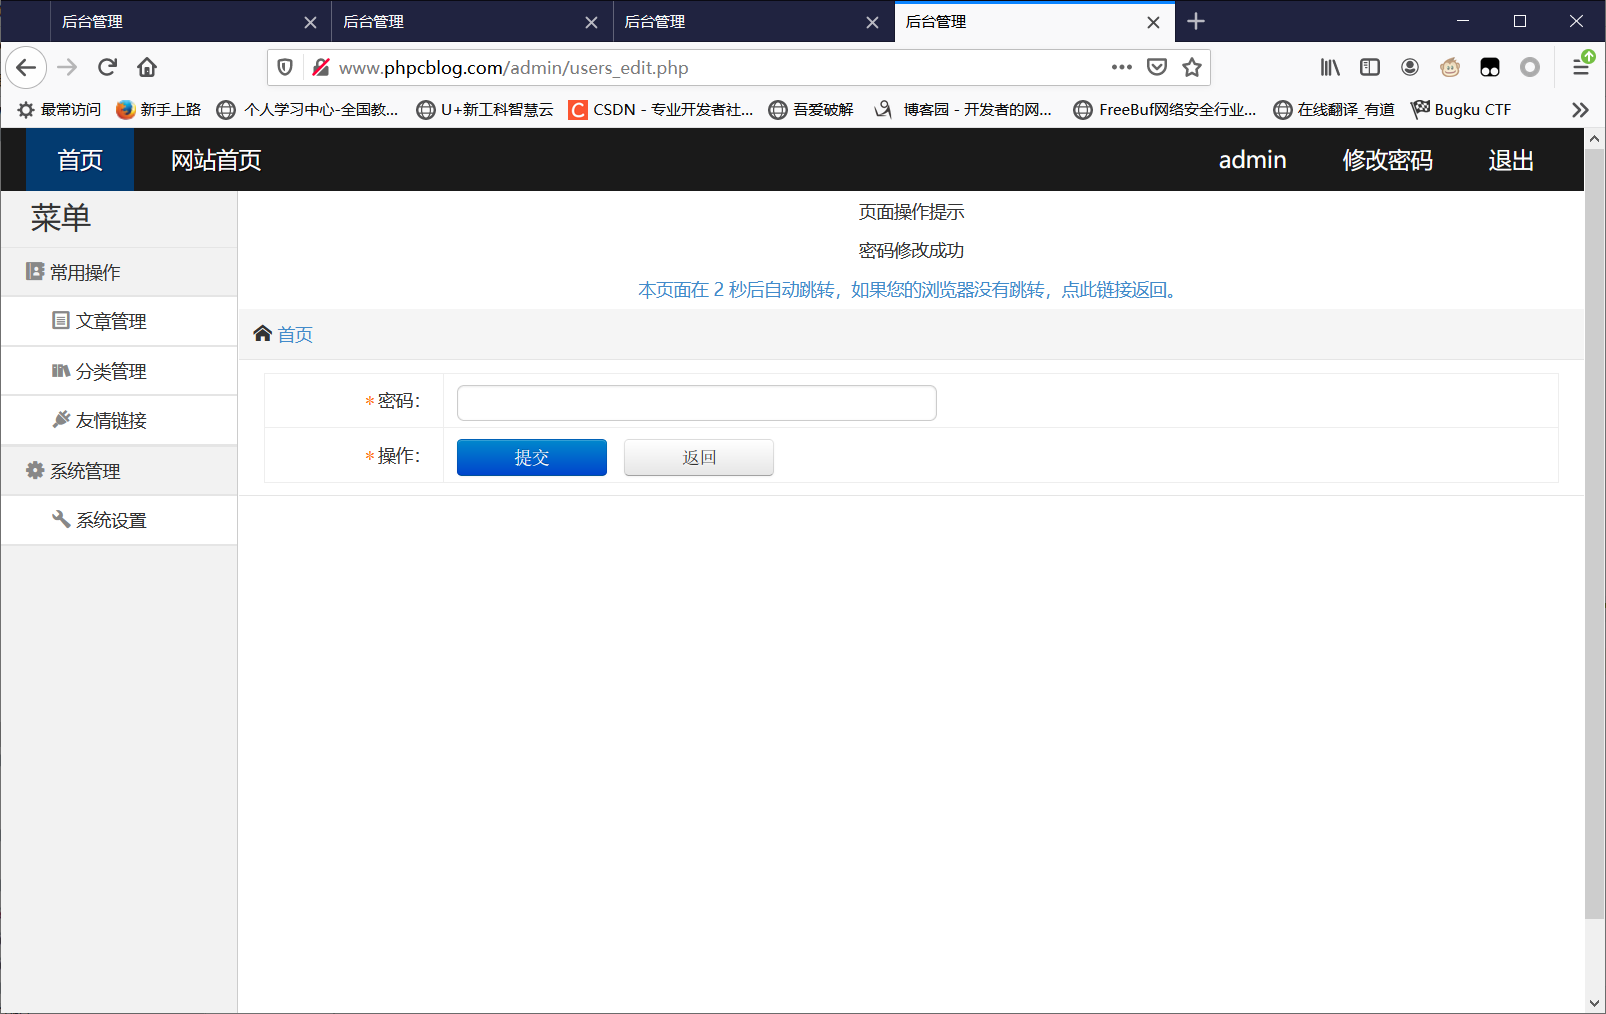 后台管理
后台管理
后台管理
后台管理
www.phpcblog.com/admin/users_edit.php
最常访问 新手上路 个人学习中心-全国教... U+新工科智慧云 CSDN - 专业开发者社... 吾爱破解 博客园 - 开发者的网... FreeBuf网络安全行业... 在线翻译_有道 Bugku CTF
首页 网站首页 admin 修改密码 退出
菜单
常用操作
文章管理
分类管理
友情链接
系统管理
系统设置
页面操作提示
密码修改成功
本页面在 2 秒后自动跳转，如果您的浏览器没有跳转，点此链接返回。
首页
*密码：
*操作： 提交 返回